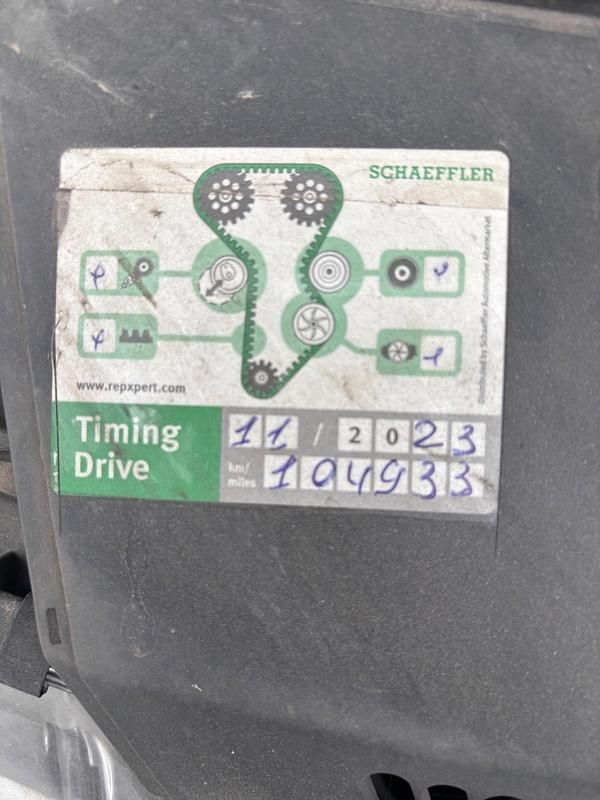 SCHAEFFLER
Distributed by Schaeffler Automotive Aftermarket
www.repxpert.com
Timing
Drive
11 / 2023
km/
miles
104933